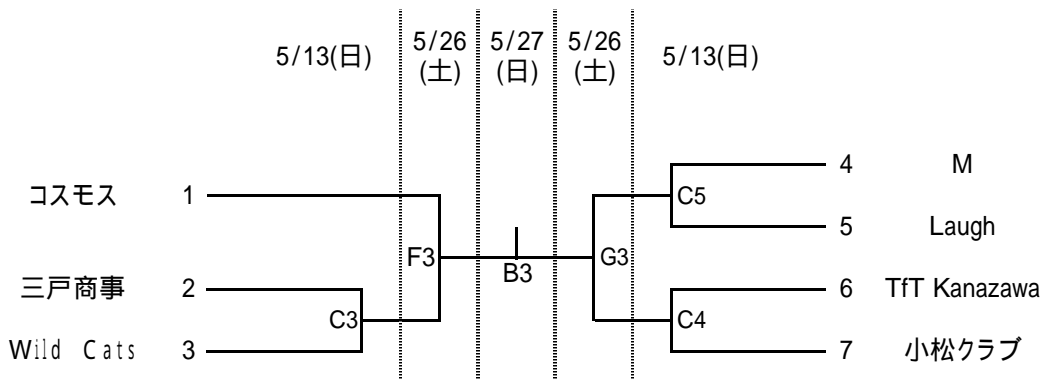 5/13(日) 5/26 5/27 5/26 5/13(日)
(土) (日) (土)
4 M
コスモス 1 C5
5 Laugh
F3 B3 G3
三戸商事 2 6 TfT Kanazawa
C3 C4
Wild Cats 3 7 小松クラブ